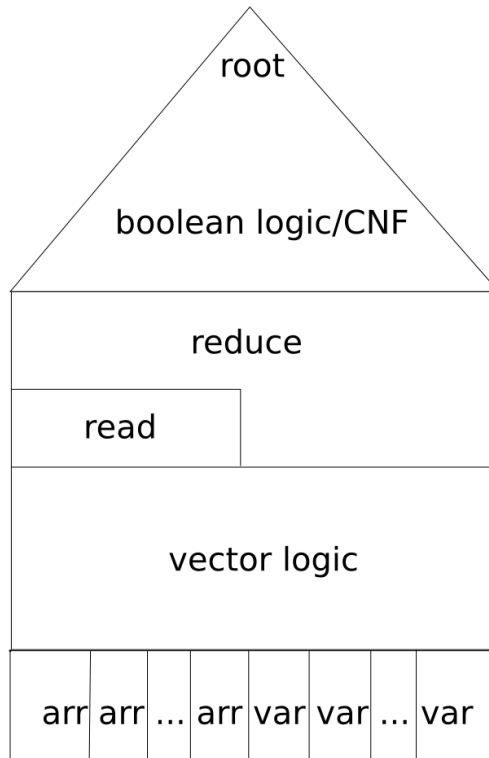 root
boolean logic/CNF
reduce
read
vector logic
arr arr ... arr var var ... var